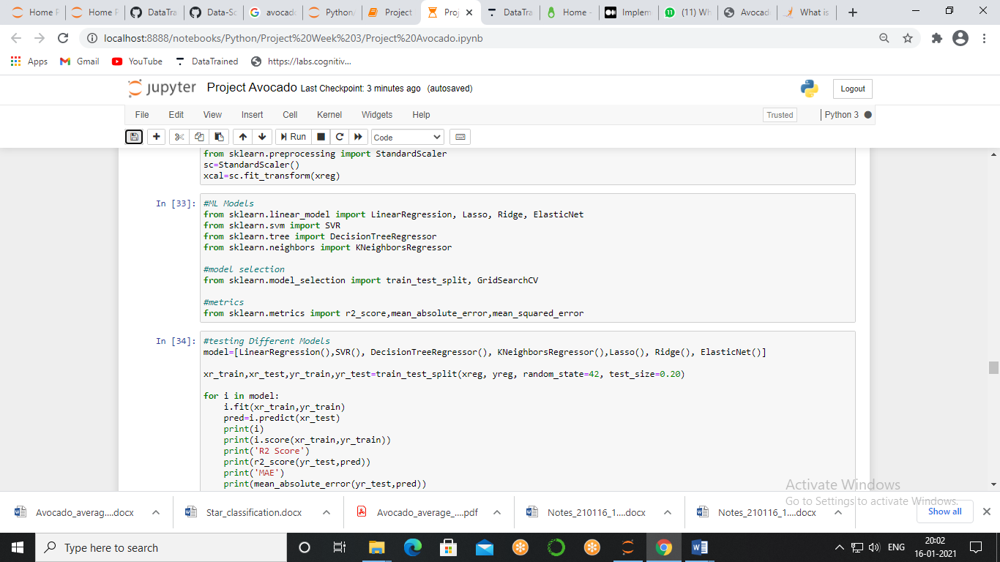 Home P
Home P
DataTra
Data-Sc
avocado
Python/
Project
Proj
DataTra
Home -
Implem
(11) Wh
Avocad
What is
localhost:8888/notebooks/Python/Project%20Week%203/Project%20Avocado.ipynb
Apps
Gmail
YouTube
DataTrained
https://labs.cognitiv...
jupyter Project Avocado Last Checkpoint: 3 minutes ago (autosaved)
Logout
File Edit View Insert Cell Kernel Widgets Help
Trusted
Python 3
Run
Code
from sklearn.preprocessing import StandardScaler
sc=StandardScaler()
xcal=sc.fit_transform(xreg)
In [33]:
#ML Models
from sklearn.linear_model import LinearRegression, Lasso, Ridge, ElasticNet
from sklearn.svm import SVR
from sklearn.tree import DecisionTreeRegressor
from sklearn.neighbors import KNeighborsRegressor
#model selection
from sklearn.model_selection import train_test_split, GridSearchCV
#metrics
from sklearn.metrics import r2_score,mean_absolute_error,mean_squared_error
In [34]:
#testing Different Models
model=[LinearRegression(),SVR(), DecisionTreeRegressor(), KNeighborsRegressor(),Lasso(), Ridge(), ElasticNet()]
xr_train,xr_test,yr_train,yr_test=train_test_split(xreg, yreg, random_state=42, test_size=0.20)
for i in model:
    i.fit(xr_train,yr_train)
    pred=i.predict(xr_test)
    print(i)
    print(i.score(xr_train,yr_train))
    print('R2 Score')
    print(r2_score(yr_test,pred))
    print('MAE')
    print(mean_absolute_error(yr_test,pred))
Activate Windows
Go to Settings to activate Windows.
Avocado_averag....docx
Star_classification.docx
Avocado_average_....pdf
Notes_210116_1....docx
Notes_210116_1....docx
Show all
Type here to search
ENG
20:02
16-01-2021